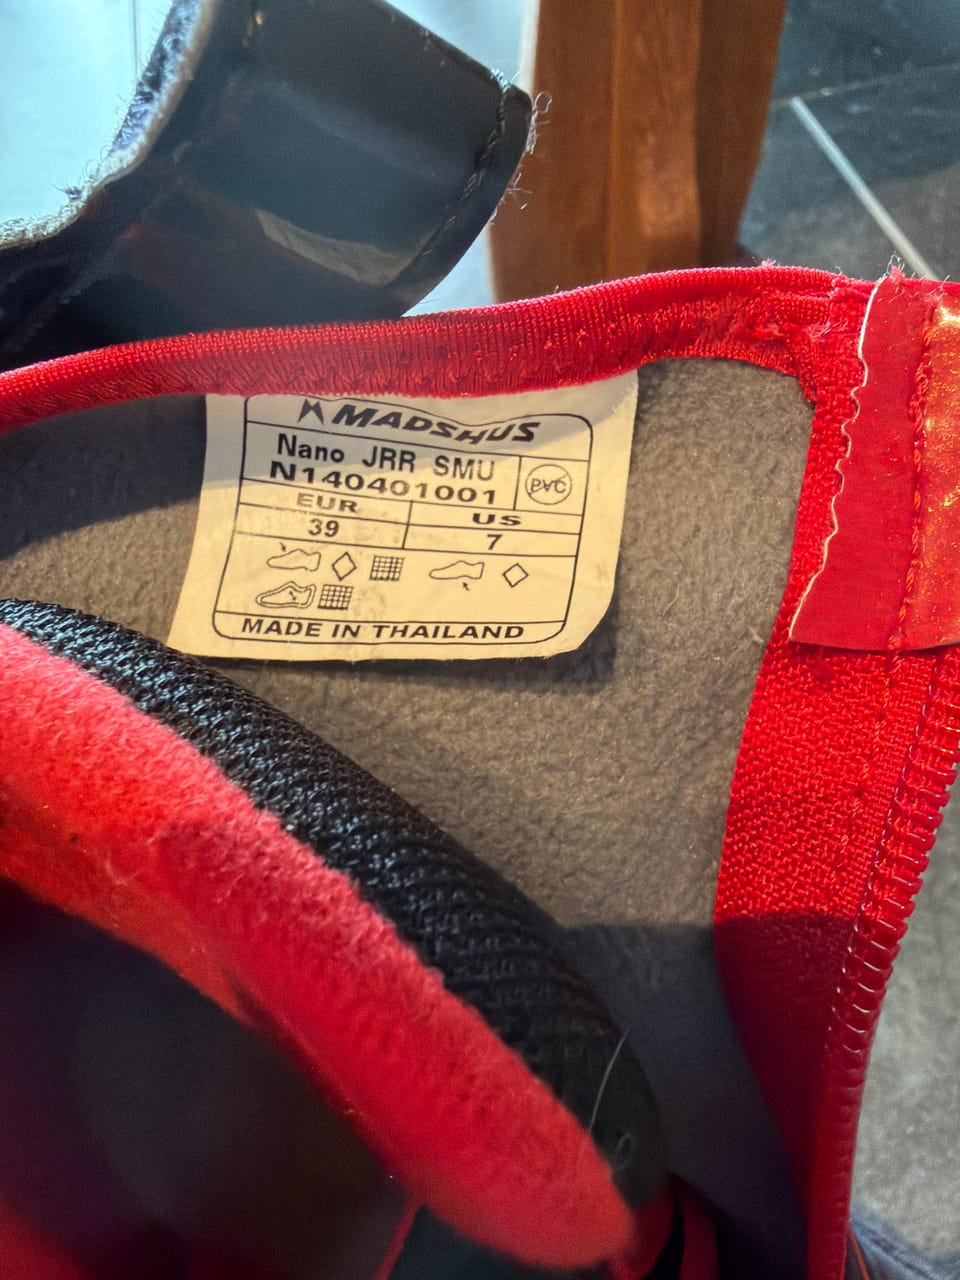 MADSHUS
Nano JRR SMU
N140401001
PVC
EUR US
39 7
MADE IN THAILAND